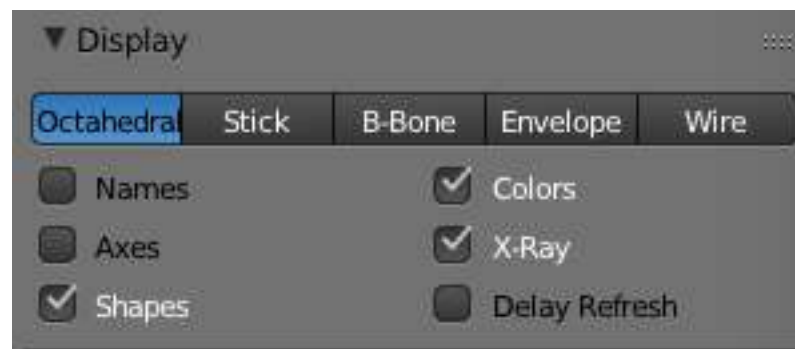 Display
Octahedral Stick B-Bone Envelope Wire
Names Colors
Axes X-Ray
Shapes Delay Refresh